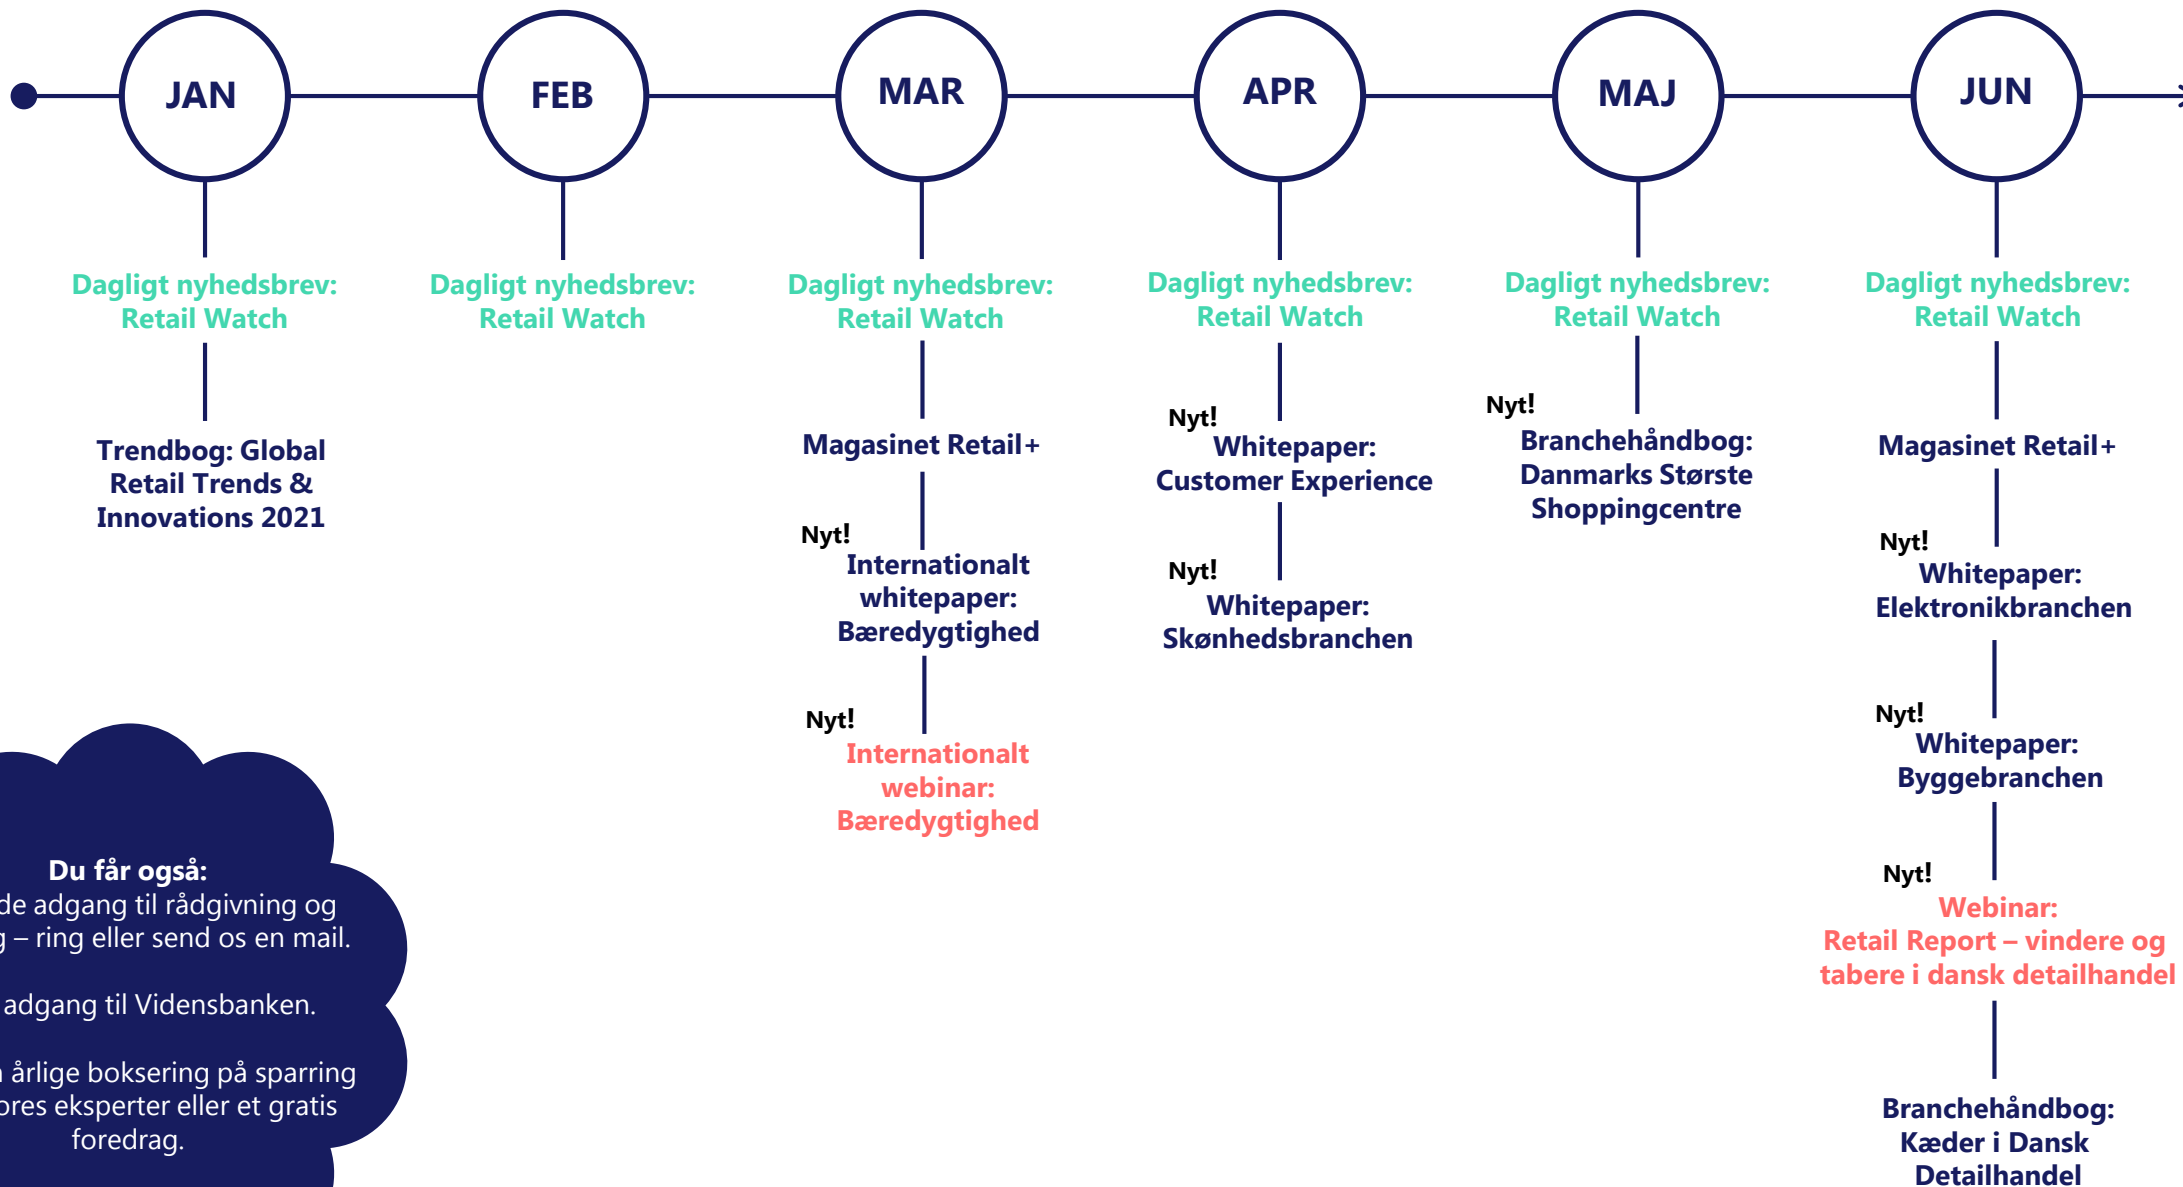 JAN
FEB
MAR
APR
MAJ
JUN
Dagligt nyhedsbrev:
Retail Watch
Trendbog: Global
Retail Trends &
Innovations 2021
Dagligt nyhedsbrev:
Retail Watch
Dagligt nyhedsbrev:
Retail Watch
Magasinet Retail+
Nyt!
Internationalt
whitepaper:
Bæredygtighed
Nyt!
Internationalt
webinar:
Bæredygtighed
Dagligt nyhedsbrev:
Retail Watch
Nyt!
Whitepaper:
Customer Experience
Nyt!
Whitepaper:
Skønhedsbranchen
Dagligt nyhedsbrev:
Retail Watch
Nyt!
Branchehåndbog:
Danmarks Største
Shoppingcentre
Dagligt nyhedsbrev:
Retail Watch
Magasinet Retail+
Nyt!
Whitepaper:
Elektronikbranchen
Nyt!
Whitepaper:
Byggebranchen
Nyt!
Webinar:
Retail Report – vindere og
tabere i dansk detailhandel
Branchehåndbog:
Kæder i Dansk
Detailhandel
Du får også:
adgang til rådgivning og
– ring eller send os en mail.
adgang til Vidensbanken.
årlige boksering på sparring
eksperter eller et gratis
foredrag.